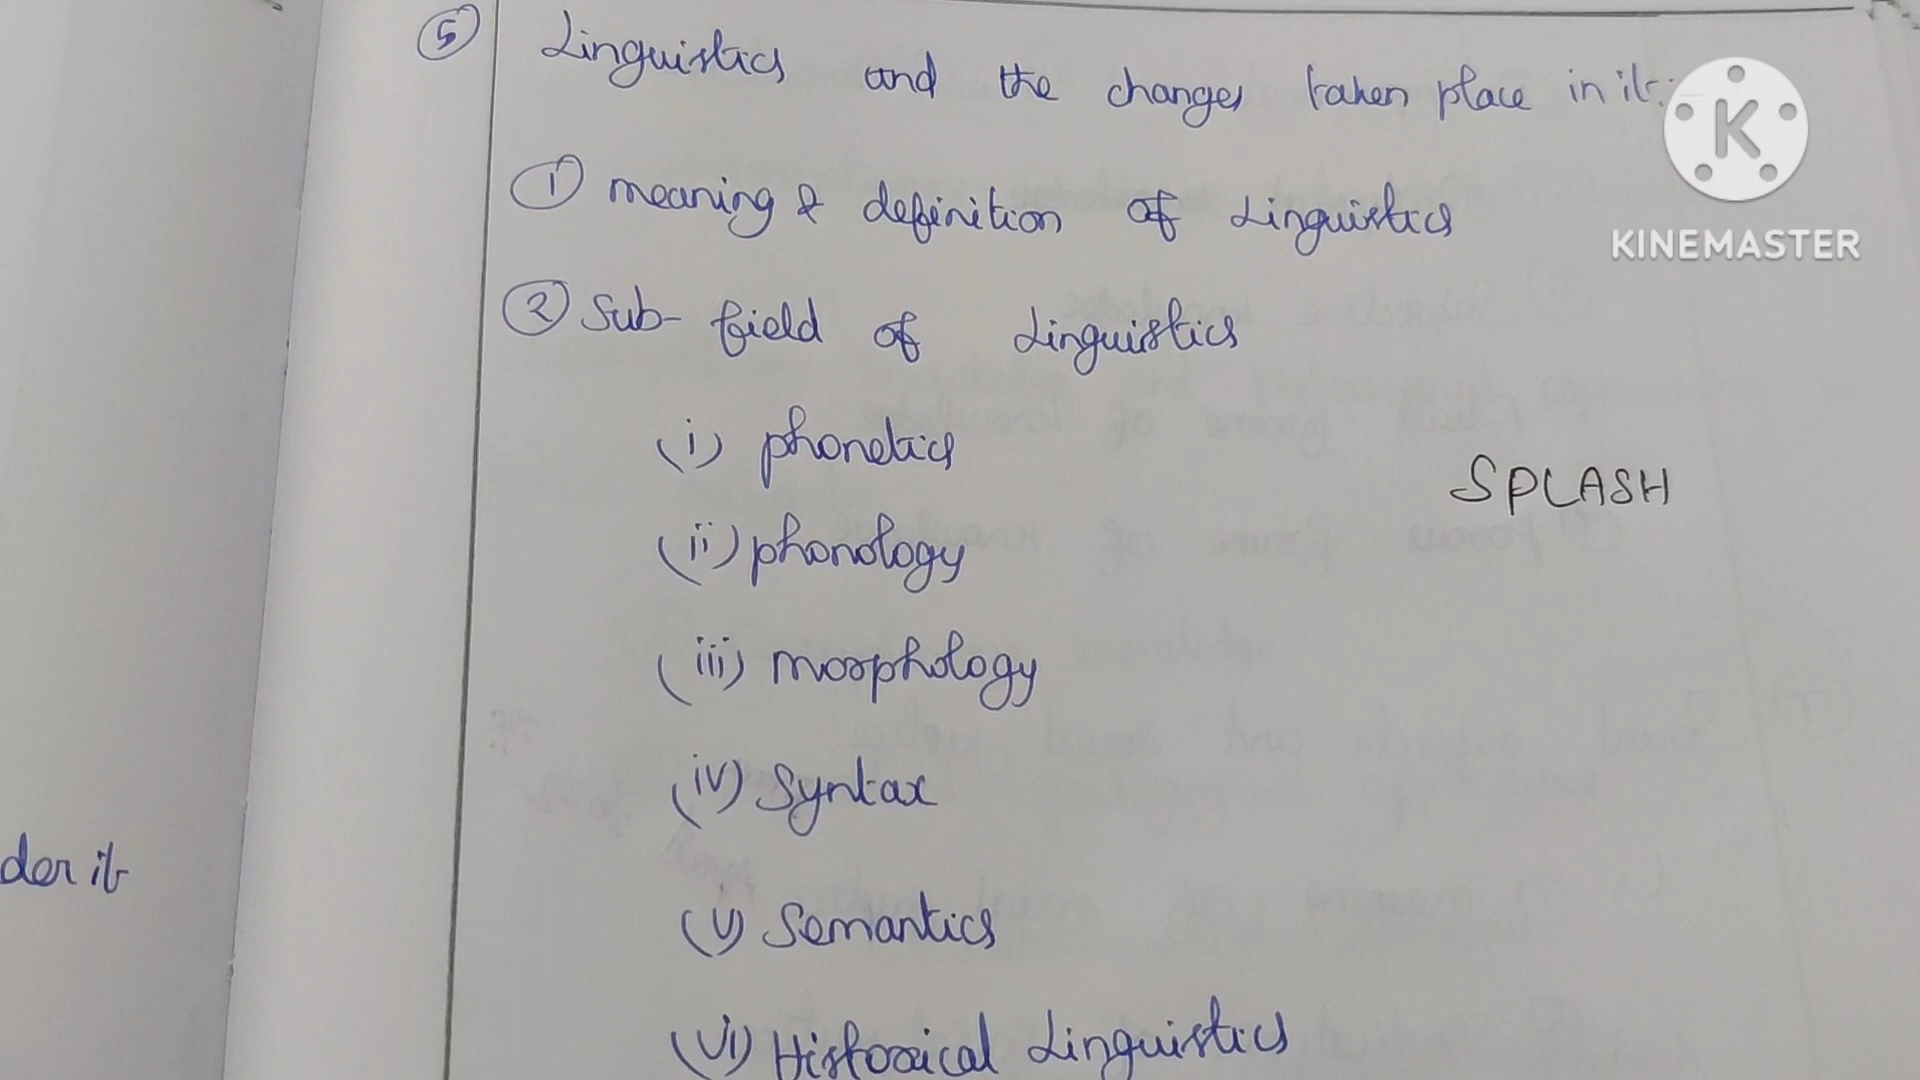 5 Linguistics and the changes taken place in it:-
K
KINEMASTER
1 meaning & definition of Linguistics
2 Sub- field of Linguistics
(i) phonetics
SPLASH
(ii) phonology
(iii) morphology
(iv) Syntax
der it
(v) Semantics
(vi) Historical Linguistics